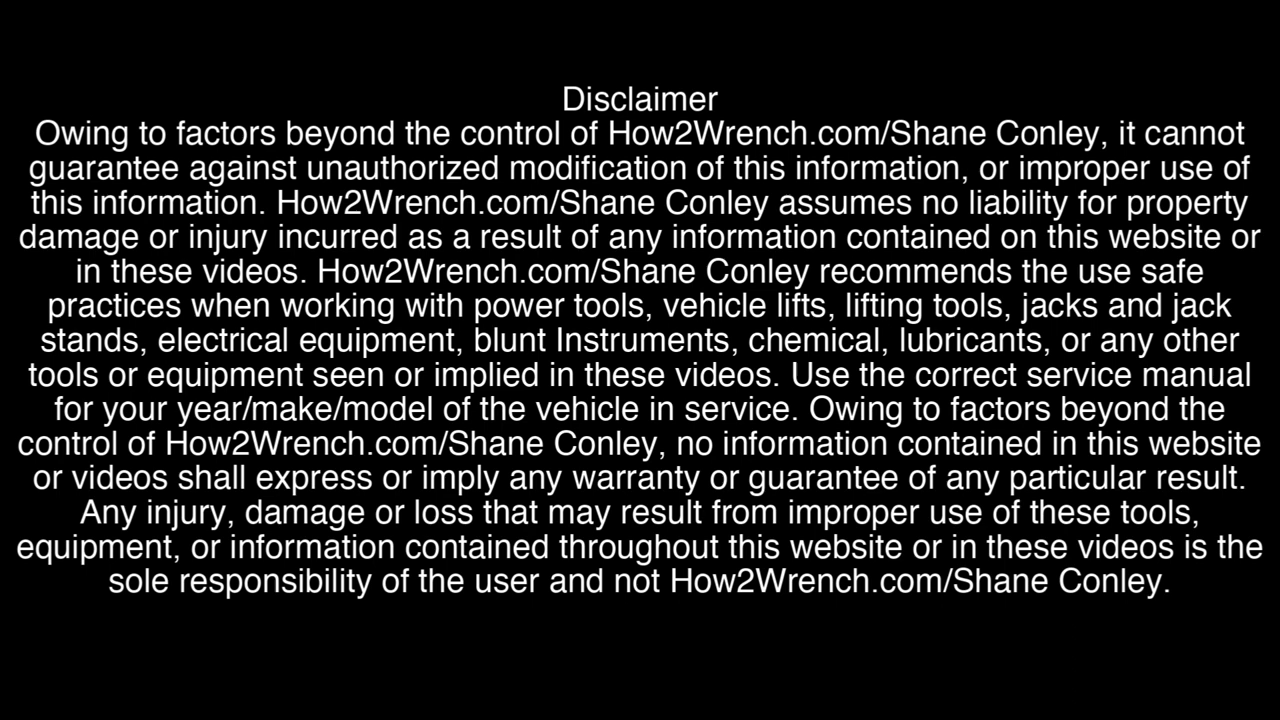 Disclaimer
Owing to factors beyond the control of How2Wrench.com/Shane Conley, it cannot
guarantee against unauthorized modification of this information, or improper use of
this information. How2Wrench.com/Shane Conley assumes no liability for property
damage or injury incurred as a result of any information contained on this website or
in these videos. How2Wrench.com/Shane Conley recommends the use safe
practices when working with power tools, vehicle lifts, lifting tools, jacks and jack
stands, electrical equipment, blunt Instruments, chemical, lubricants, or any other
tools or equipment seen or implied in these videos. Use the correct service manual
for your year/make/model of the vehicle in service. Owing to factors beyond the
control of How2Wrench.com/Shane Conley, no information contained in this website
or videos shall express or imply any warranty or guarantee of any particular result.
Any injury, damage or loss that may result from improper use of these tools,
equipment, or information contained throughout this website or in these videos is the
sole responsibility of the user and not How2Wrench.com/Shane Conley.